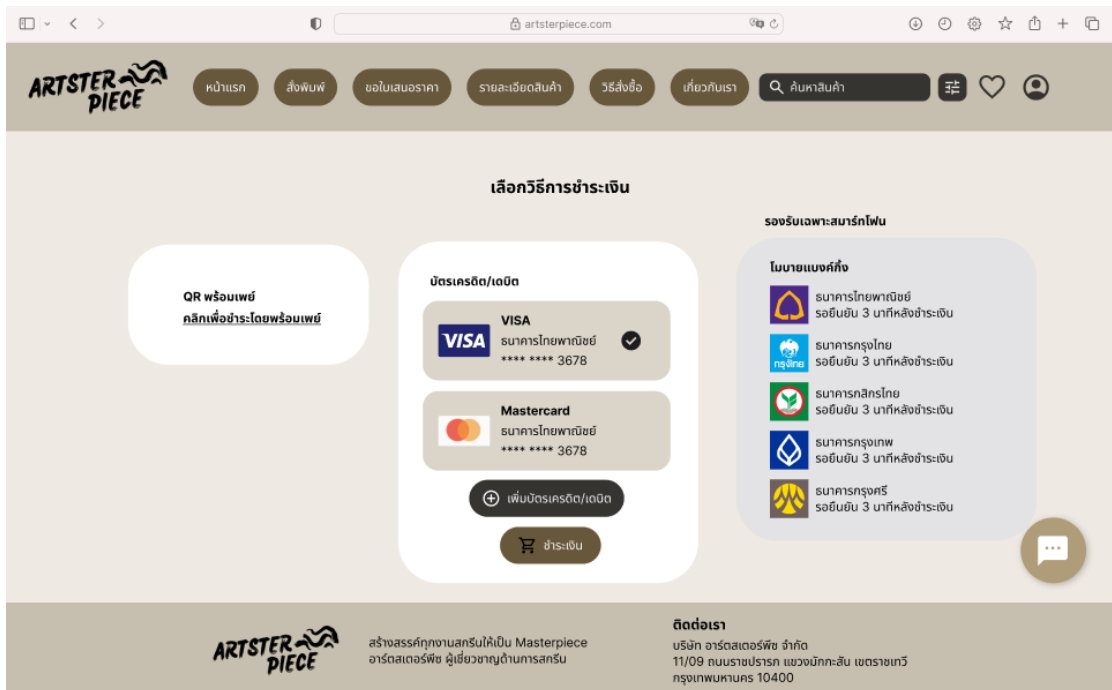 artsterpiece.com
ARTSTER
PIECE
หน้าแรก
สั่งพิมพ์
ขอใบเสนอราคา
รายละเอียดสินค้า
วิธีสั่งซื้อ
เกี่ยวกับเรา
ค้นหาสินค้า
เลือกวิธีการชำระเงิน
QR พร้อมเพย์
คลิกเพื่อชำระโดยพร้อมเพย์
บัตรเครดิต/เดบิต
VISA
VISA
ธนาคารไทยพาณิชย์
**** **** 3678
Mastercard
ธนาคารไทยพาณิชย์
**** **** 3678
เพิ่มบัตรเครดิต/เดบิต
ชำระเงิน
รองรับเฉพาะสมาร์ทโฟน
โมบายแบงค์กิ้ง
ธนาคารไทยพาณิชย์
รอยืนยัน 3 นาทีหลังชำระเงิน
กรุงไทย
ธนาคารกรุงไทย
รอยืนยัน 3 นาทีหลังชำระเงิน
ธนาคารกสิกรไทย
รอยืนยัน 3 นาทีหลังชำระเงิน
ธนาคารกรุงเทพ
รอยืนยัน 3 นาทีหลังชำระเงิน
ธนาคารกรุงศรี
รอยืนยัน 3 นาทีหลังชำระเงิน
ARTSTER
PIECE
สร้างสรรค์ทุกงานสกรีนให้เป็น Masterpiece
อาร์ตสเตอร์พีซ ผู้เชี่ยวชาญด้านการสกรีน
ติดต่อเรา
บริษัท อาร์ตสเตอร์พีซ จำกัด
11/09 ถนนราชปรารภ แขวงมักกะสัน เขตราชเทวี
กรุงเทพมหานคร 10400